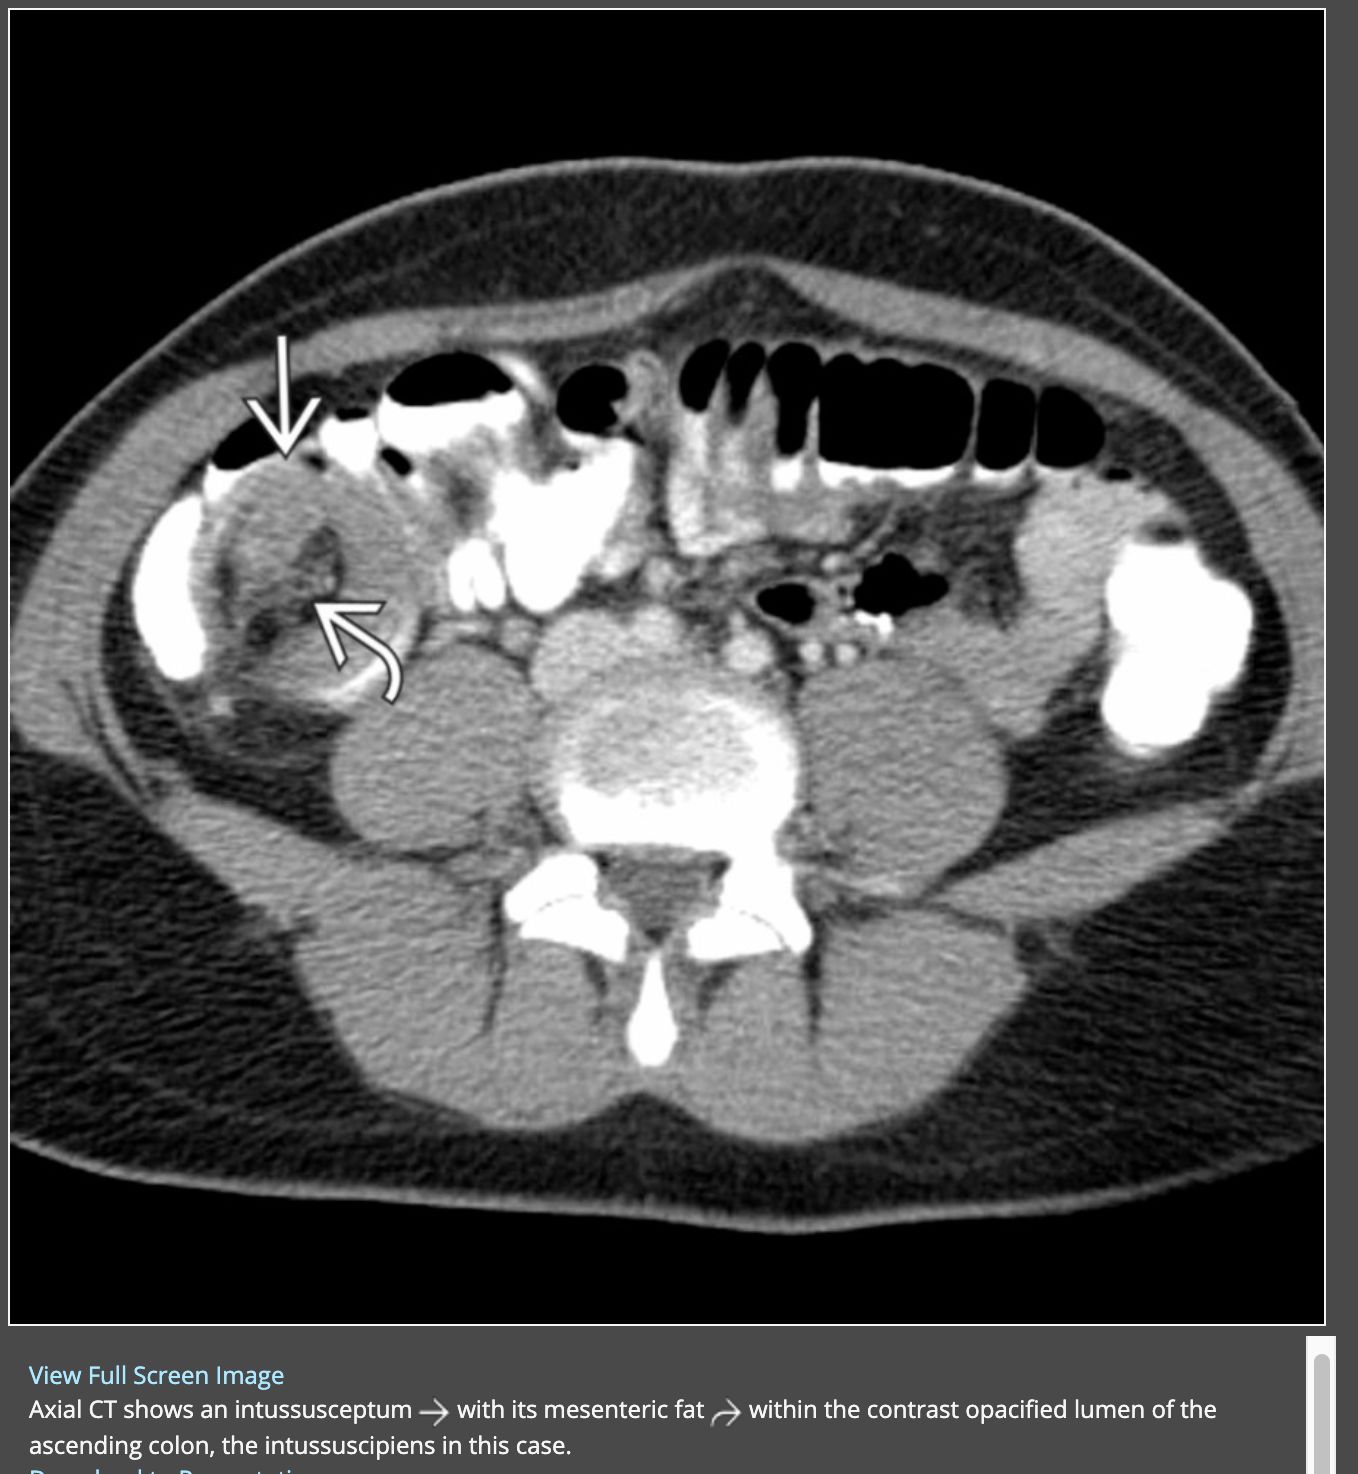 View Full Screen Image
Axial CT shows an intussusceptum → with its mesenteric fat within the contrast opacified lumen of the
ascending colon, the intussuscipiens in this case.